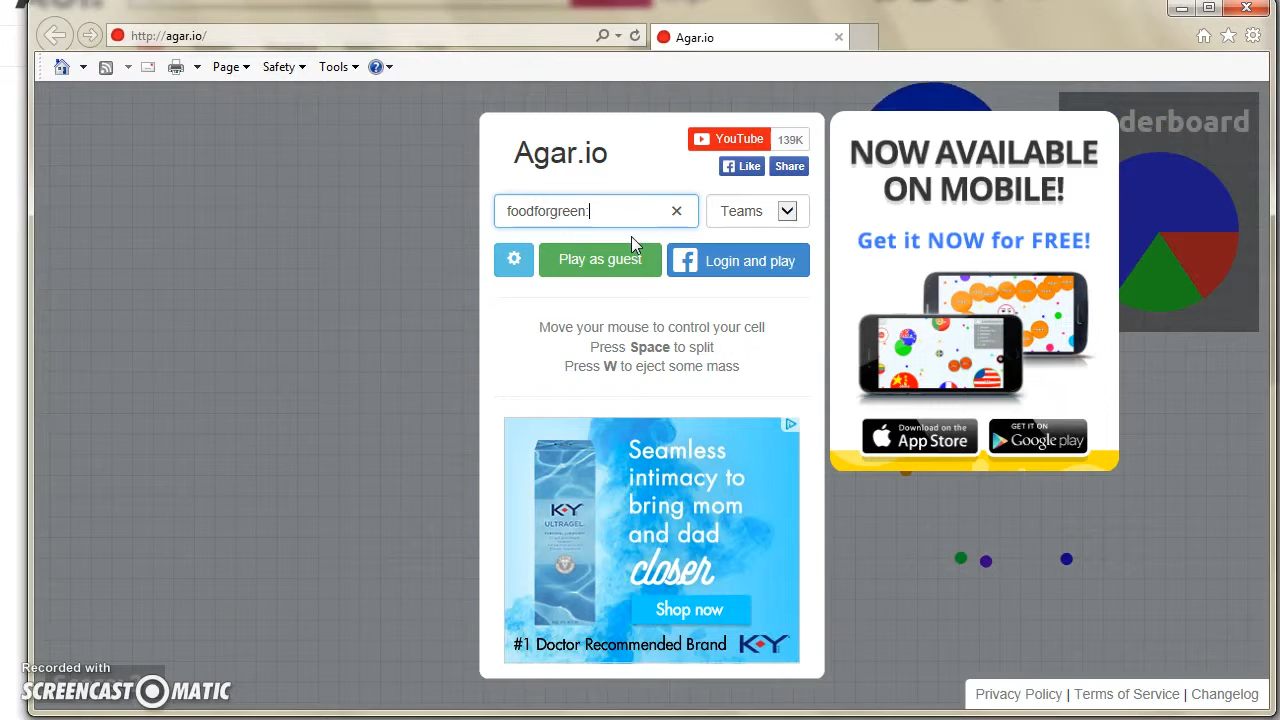 http://agar.io/
Agar.io
Page
Safety
Tools
Agar.io
YouTube
139K
Like
Share
foodforgreen:
Teams
Play as guest
Login and play
Move your mouse to control your cell
Press Space to split
Press W to eject some mass
Seamless
intimacy to
bring mom
and dad
closer
Shop now
K-Y
ULTRAGEL
#1 Doctor Recommended Brand
K-Y
derboard
NOW AVAILABLE
ON MOBILE!
Get it NOW for FREE!
Download on the
App Store
GET IT ON
Google play
Recorded with
SCREENCAST MATIC
Privacy Policy | Terms of Service | Changelog